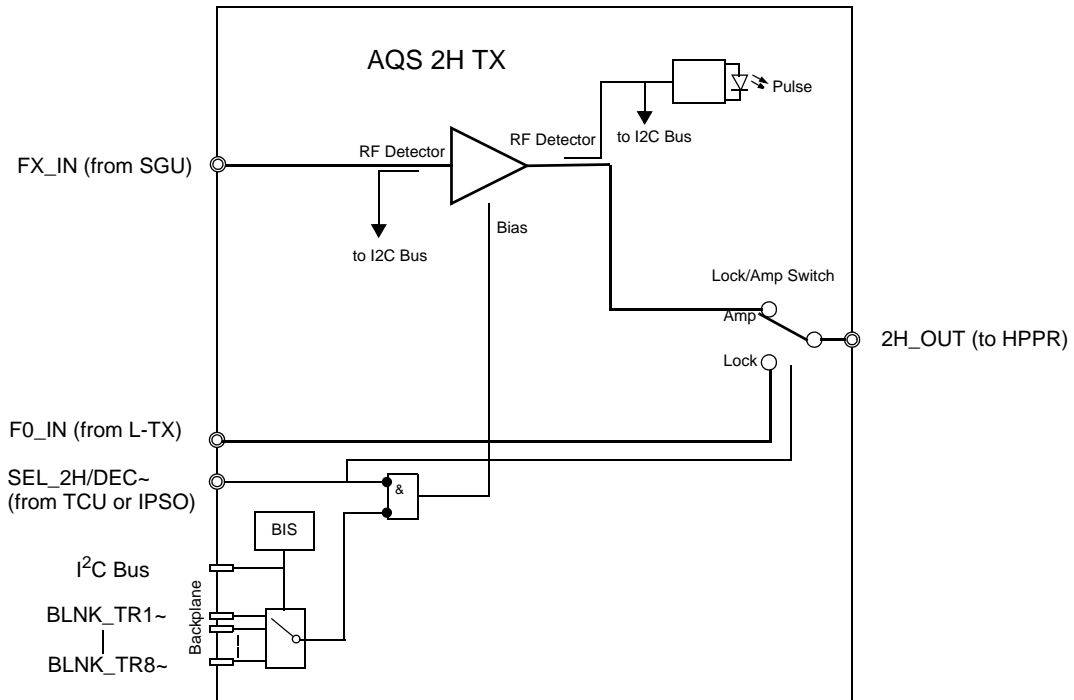 AQS 2H TX
Pulse
to I2C Bus
RF Detector
RF Detector
FX_IN (from SGU)
to I2C Bus
Bias
Lock/Amp Switch
Amp
2H_OUT (to HPPR)
Lock
F0_IN (from L-TX)
SEL_2H/DEC~
(from TCU or IPSO)
&
BIS
I2C Bus
Backplane
BLNK_TR1~
BLNK_TR8~